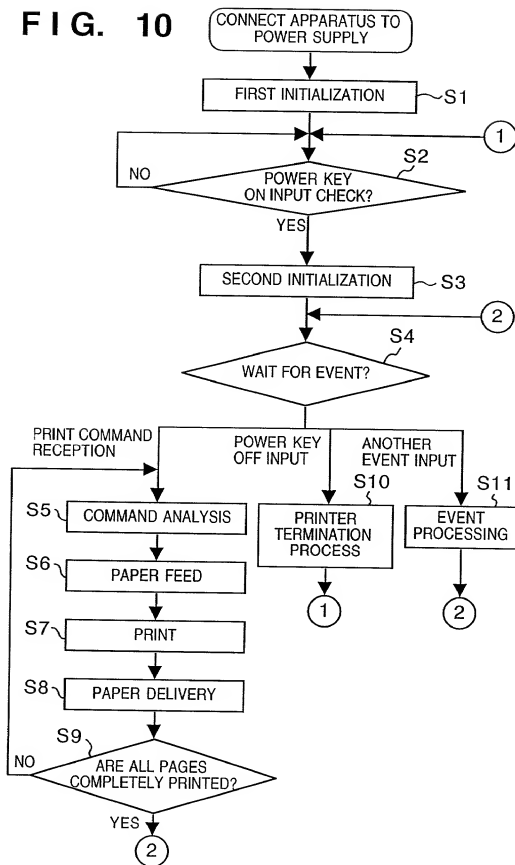 FIG. 10
CONNECT APPARATUS TO
POWER SUPPLY
FIRST INITIALIZATION
S1
1
S2
NO
POWER KEY
ON INPUT CHECK?
YES
SECOND INITIALIZATION
S3
2
S4
WAIT FOR EVENT?
PRINT COMMAND
RECEPTION
POWER KEY
OFF INPUT
ANOTHER
EVENT INPUT
S5
COMMAND ANALYSIS
S10
PRINTER
TERMINATION
PROCESS
1
S11
EVENT
PROCESSING
2
S6
PAPER FEED
S7
PRINT
S8
PAPER DELIVERY
S9
NO
ARE ALL PAGES
COMPLETELY PRINTED?
YES
2